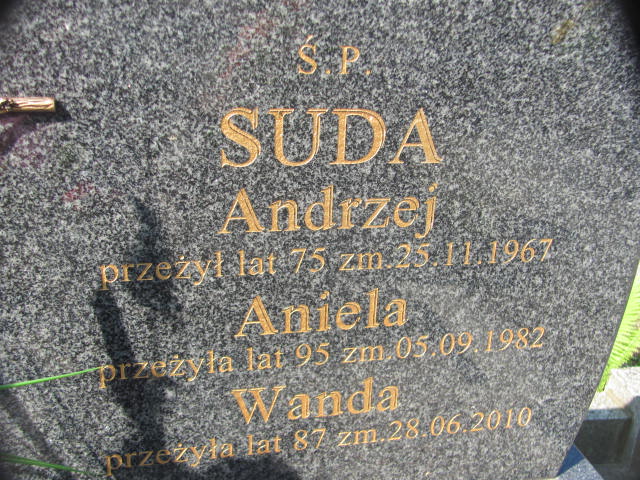 Ś.P.
SUDA
Andrzej
przeżył lat 75 zm.25.11.1967
Aniela
przeżyła lat 95 zm.05.09.1982
Wanda
przeżyła lat 87 zm.28.06.2010